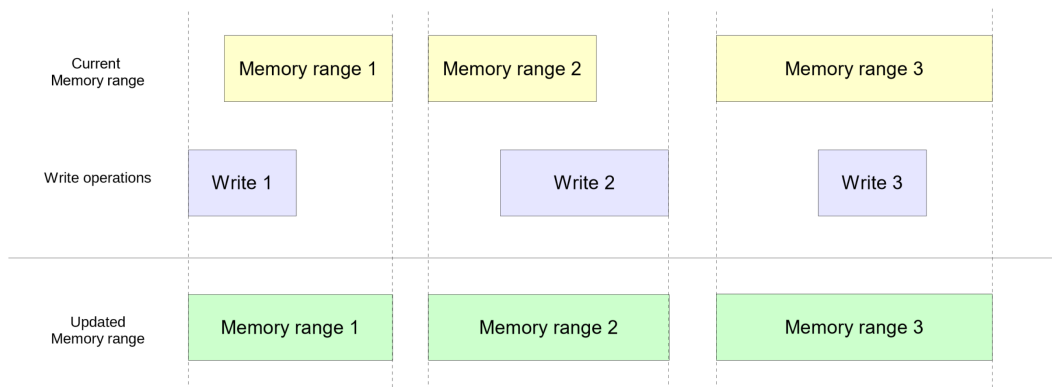 Current
Memory range
Memory range 1
Memory range 2
Memory range 3
Write operations
Write 1
Write 2
Write 3
Updated
Memory range
Memory range 1
Memory range 2
Memory range 3